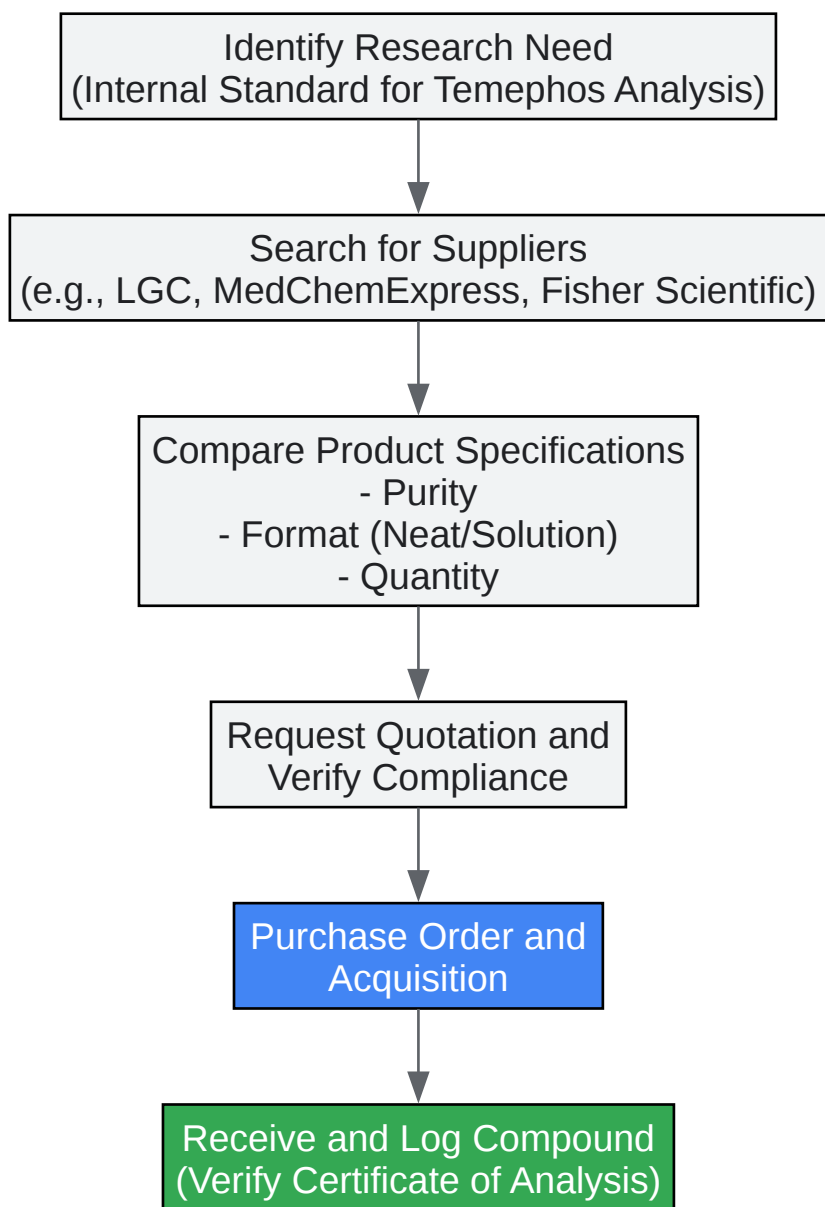 Identify Research Need
(Internal Standard for Temephos Analysis)
Search for Suppliers
(e.g., LGC, MedChemExpress, Fisher Scientific)
Compare Product Specifications
- Purity
- Format (Neat/Solution)
- Quantity
Request Quotation and
Verify Compliance
Purchase Order and
Acquisition
Receive and Log Compound
(Verify Certificate of Analysis)